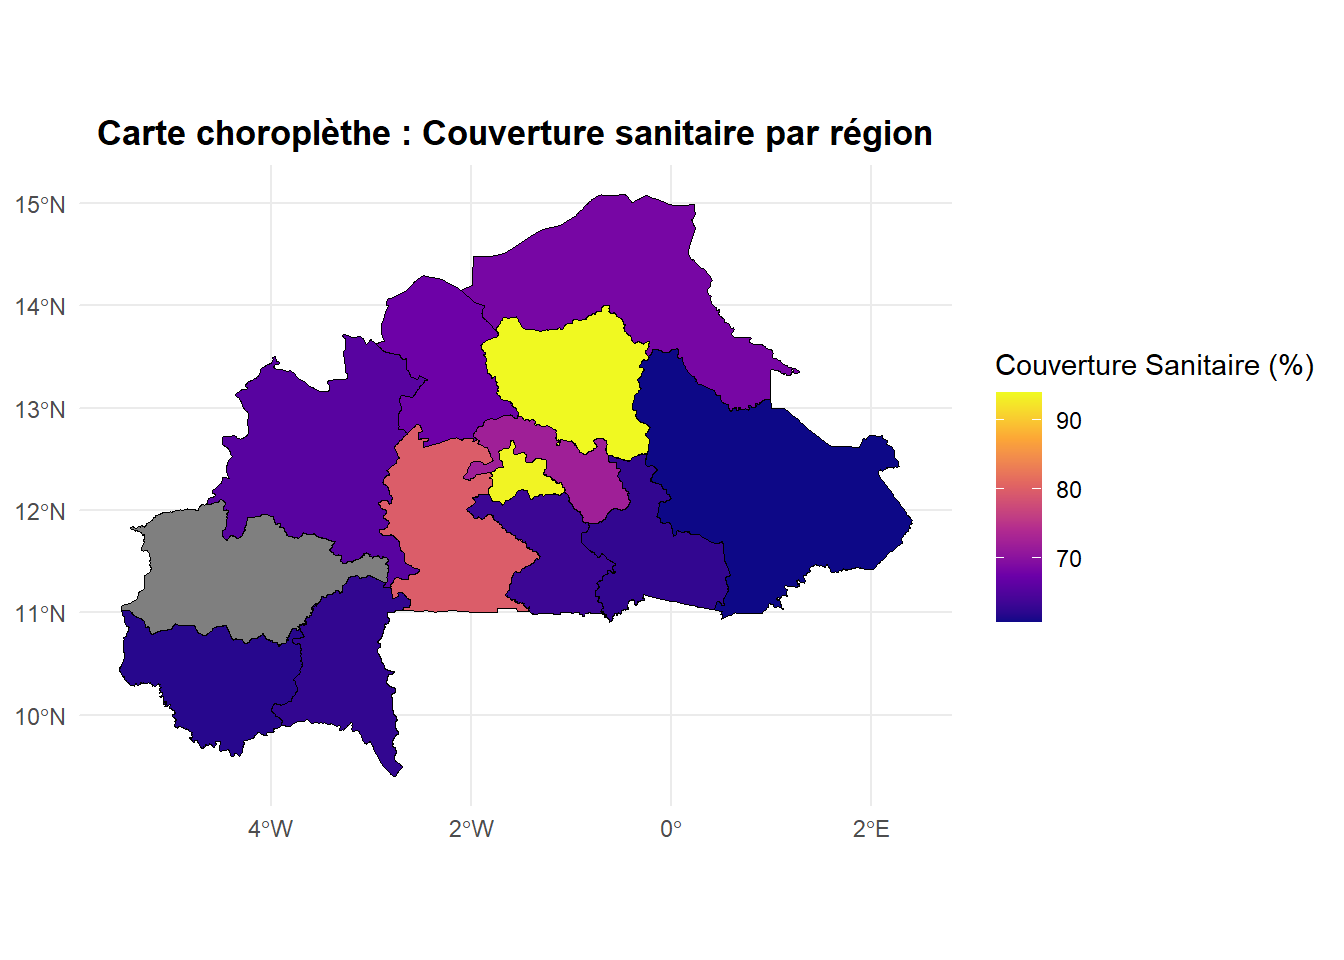 Carte choroplèthe : Couverture sanitaire par région
15°N
14°N
13°N
12°N
11°N
10°N
4°W
2°W
0°
2°E
Couverture Sanitaire (%)
90
80
70